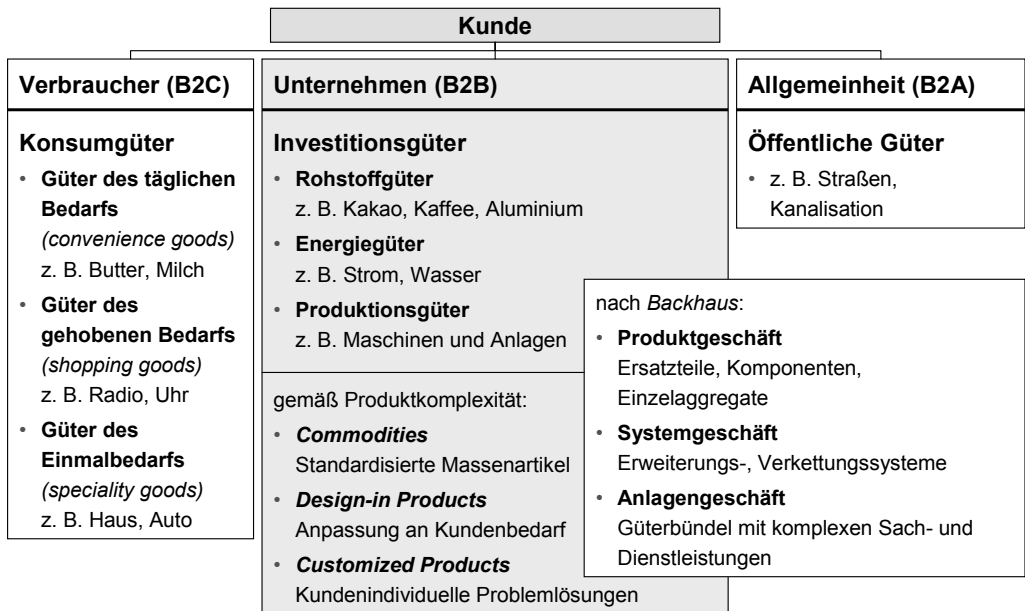 Kunde
Verbraucher (B2C)
Konsumgüter
• Güter des täglichen
Bedarfs
(convenience goods)
z. B. Butter, Milch
• Güter des
gehobenen Bedarfs
(shopping goods)
z. B. Radio, Uhr
• Güter des
Einmalbedarfs
(speciality goods)
z. B. Haus, Auto
Unternehmen (B2B)
Investitionsgüter
• Rohstoffgüter
z. B. Kakao, Kaffee, Aluminium
• Energiegüter
z. B. Strom, Wasser
• Produktionsgüter
z. B. Maschinen und Anlagen
gemäß Produktkomplexität:
• Commodities
Standardisierte Massenartikel
• Design-in Products
Anpassung an Kundenbedarf
• Customized Products
Kundenindividuelle Problemlösungen
Allgemeinheit (B2A)
Öffentliche Güter
• z. B. Straßen,
Kanalisation
nach Backhaus:
• Produktgeschäft
Ersatzteile, Komponenten,
Einzelaggregate
• Systemgeschäft
Erweiterungs-, Verkettungssysteme
• Anlagengeschäft
Güterbündel mit komplexen Sach- und
Dienstleistungen